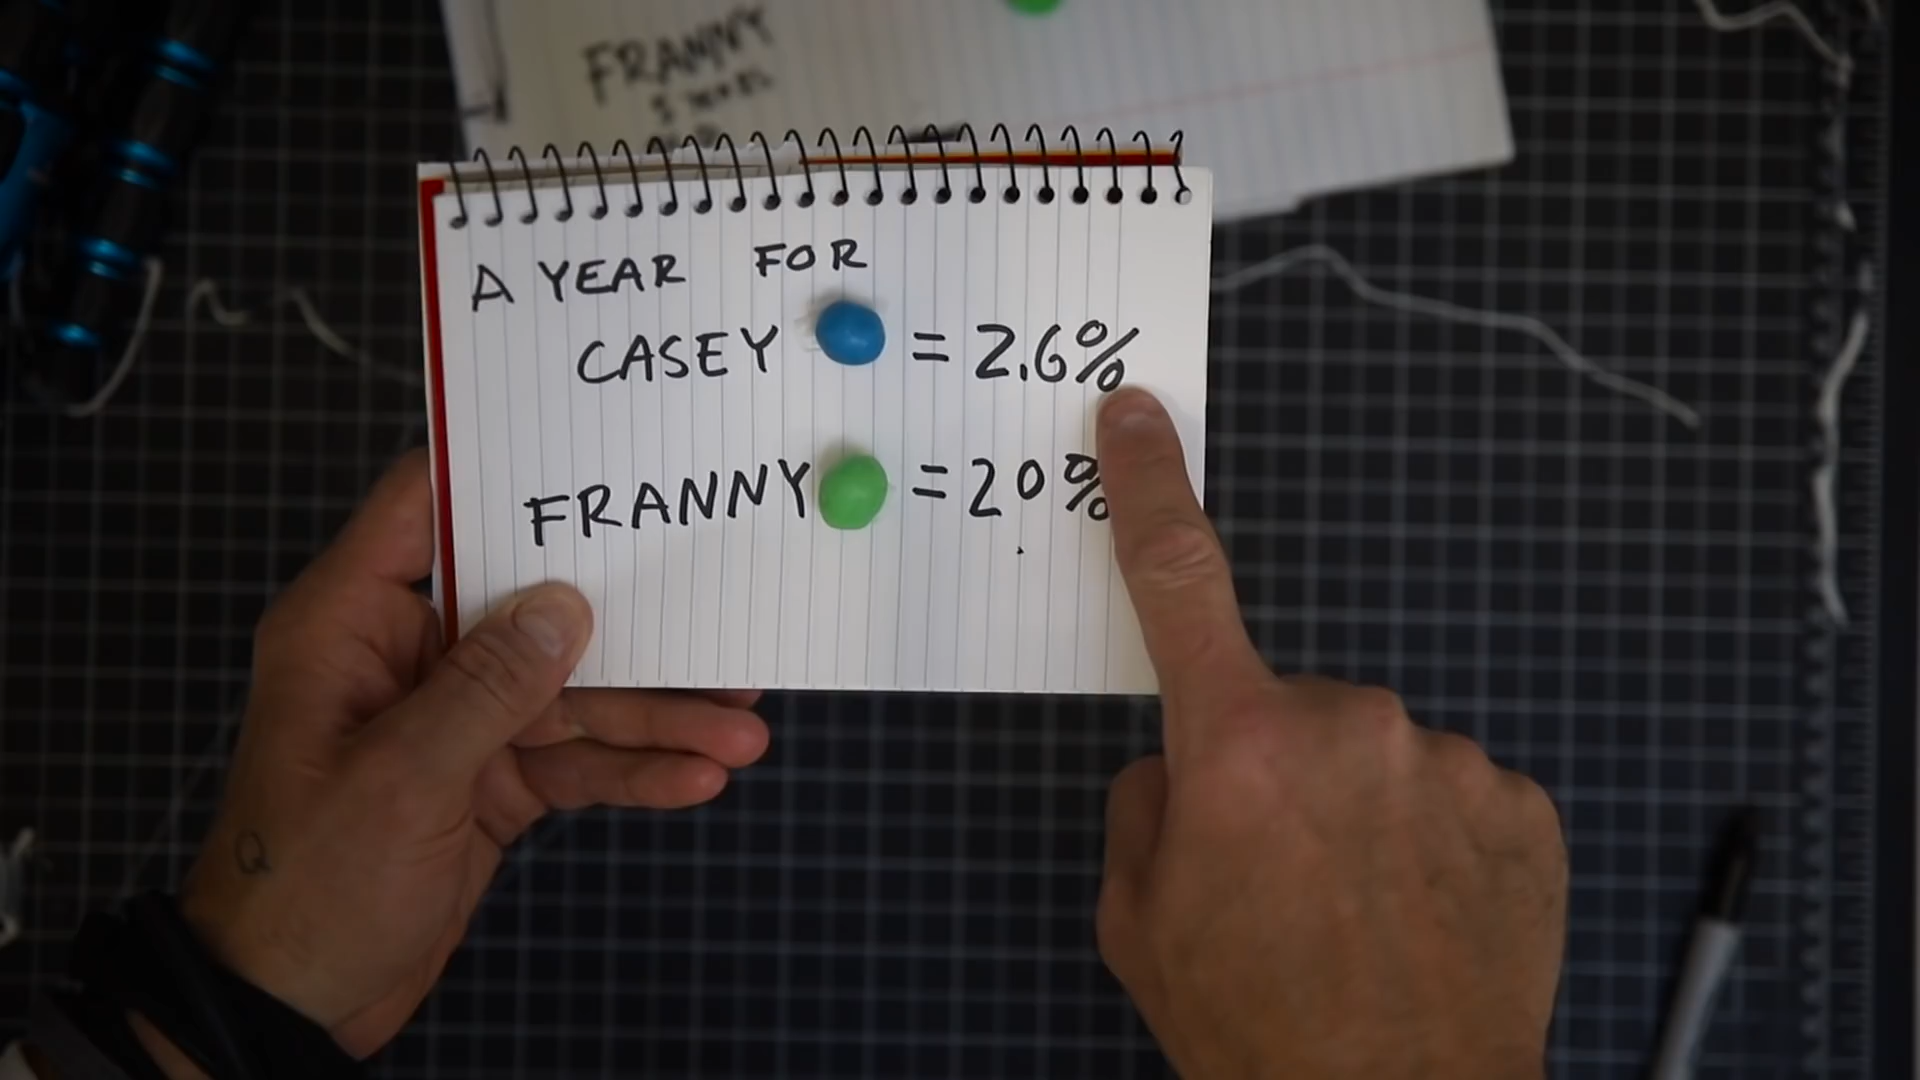 FRANNY
A YEAR FOR
CASEY = 2.6%
FRANNY = 20%